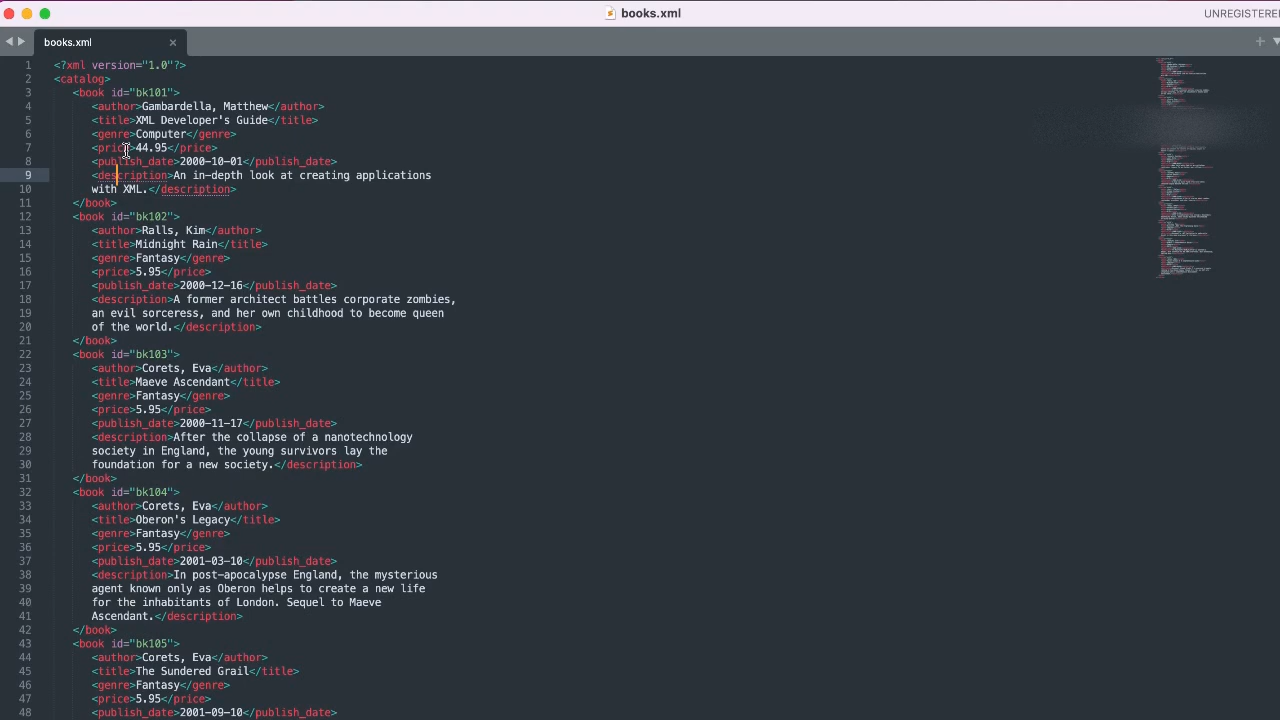 books.xml
UNREGISTERE
books.xml
1 <?xml version="1.0"?>
2 <catalog>
3 <book id="bk101">
4 <author>Gambardella, Matthew</author>
5 <title>XML Developer's Guide</title>
6 <genre>Computer</genre>
7 <price>44.95</price>
8 <publish_date>2000-10-01</publish_date>
9 <description>An in-depth look at creating applications
10 with XML.</description>
11 </book>
12 <book id="bk102">
13 <author>Ralls, Kim</author>
14 <title>Midnight Rain</title>
15 <genre>Fantasy</genre>
16 <price>5.95</price>
17 <publish_date>2000-12-16</publish_date>
18 <description>A former architect battles corporate zombies,
19 an evil sorceress, and her own childhood to become queen
20 of the world.</description>
21 </book>
22 <book id="bk103">
23 <author>Corets, Eva</author>
24 <title>Maeve Ascendant</title>
25 <genre>Fantasy</genre>
26 <price>5.95</price>
27 <publish_date>2000-11-17</publish_date>
28 <description>After the collapse of a nanotechnology
29 society in England, the young survivors lay the
30 foundation for a new society.</description>
31 </book>
32 <book id="bk104">
33 <author>Corets, Eva</author>
34 <title>Oberon's Legacy</title>
35 <genre>Fantasy</genre>
36 <price>5.95</price>
37 <publish_date>2001-03-10</publish_date>
38 <description>In post-apocalypse England, the mysterious
39 agent known only as Oberon helps to create a new life
40 for the inhabitants of London. Sequel to Maeve
41 Ascendant.</description>
42 </book>
43 <book id="bk105">
44 <author>Corets, Eva</author>
45 <title>The Sundered Grail</title>
46 <genre>Fantasy</genre>
47 <price>5.95</price>
48 <publish_date>2001-09-10</publish_date>